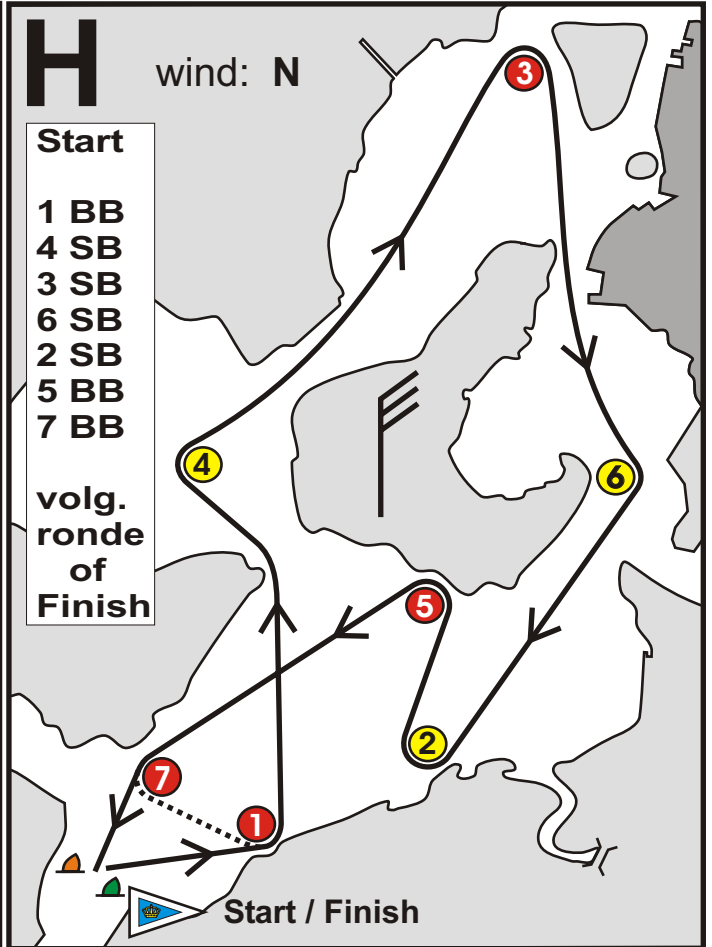 H
wind: N
Start
1 BB
4 SB
3 SB
6 SB
2 SB
5 BB
7 BB
volg.
ronde
of
Finish
3
4
6
5
2
7
1
Start / Finish